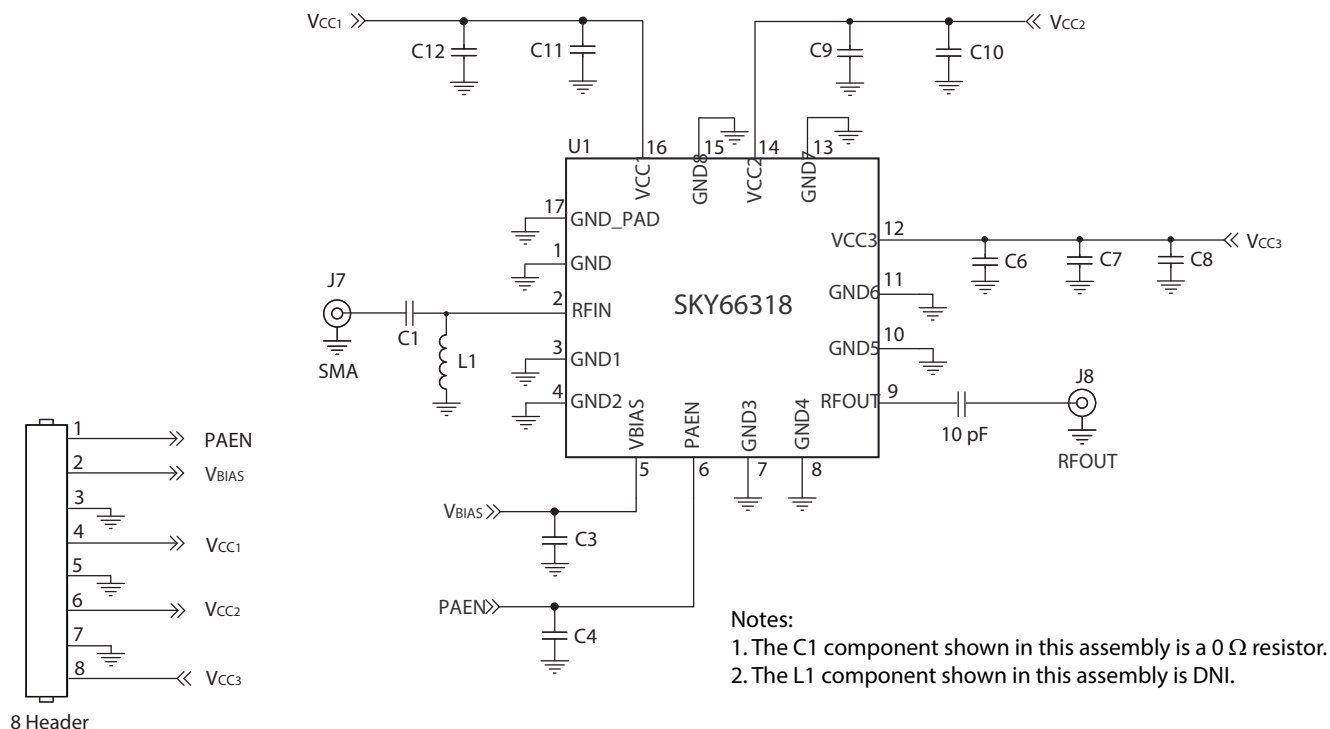 VCC1
VCC2
C12
C11
C9
C10
U1
16
15
14
13
VCC1
GND8
VCC2
GND7
17
GND_PAD
12
VCC3
VCC3
1
GND
C6
C7
C8
J7
2
RFIN
SKY66318
11
GND6
C1
L1
SMA
3
GND1
10
GND5
4
GND2
9
RFOUT
J8
10 pF
RFOUT
VBIAS
PAEN
GND3
GND4
5
6
7
8
VBIAS
C3
PAEN
C4
1
PAEN
2
VBIAS
3
4
VCC1
5
6
VCC2
7
8
VCC3
8 Header
Notes:
1. The C1 component shown in this assembly is a 0 Ω resistor.
2. The L1 component shown in this assembly is DNI.